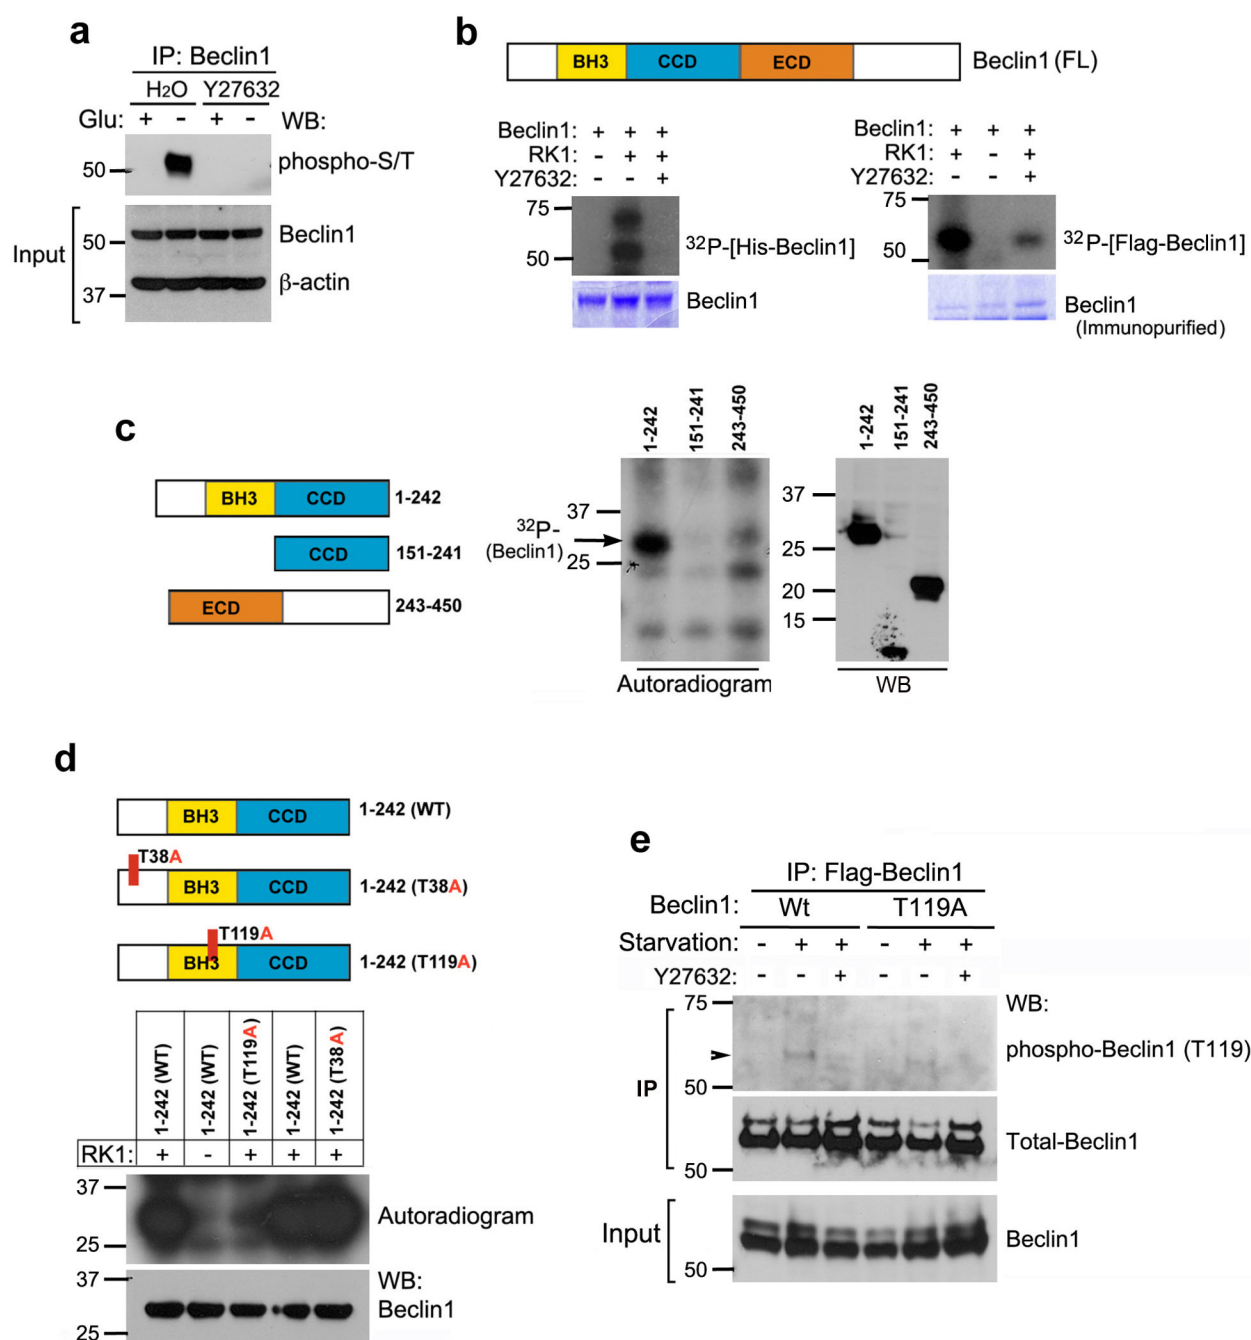 a
IP: Beclin1
H2O Y27632
Glu: + - + - WB:
50 phospho-S/T
Input
50 Beclin1
37 β-actin
b
BH3 CCD ECD Beclin1 (FL)
Beclin1: + + +
RK1: - + +
Y27632: - - +
75
50
32P-[His-Beclin1]
Beclin1
Beclin1: + + +
RK1: + - +
Y27632: - - +
75
50
32P-[Flag-Beclin1]
Beclin1
(Immunopurified)
c
BH3 CCD 1-242
CCD 151-241
ECD 243-450
1-242 151-241 243-450
37
32P-
(Beclin1)
25
Autoradiogram
1-242 151-241 243-450
37
25
20
15
WB
d
BH3 CCD 1-242 (WT)
T38A
BH3 CCD 1-242 (T38A)
T119A
BH3 CCD 1-242 (T119A)
1-242 (WT) 1-242 (WT) 1-242 (T119A) 1-242 (WT) 1-242 (T38A)
RK1: + - + + +
37
Autoradiogram
25
37 WB:
Beclin1
25
e
IP: Flag-Beclin1
Beclin1: Wt T119A
Starvation: - + + - + +
Y27632: - - + - - +
75 WB:
phospho-Beclin1 (T119)
IP 50
Total-Beclin1
50
Input Beclin1
50